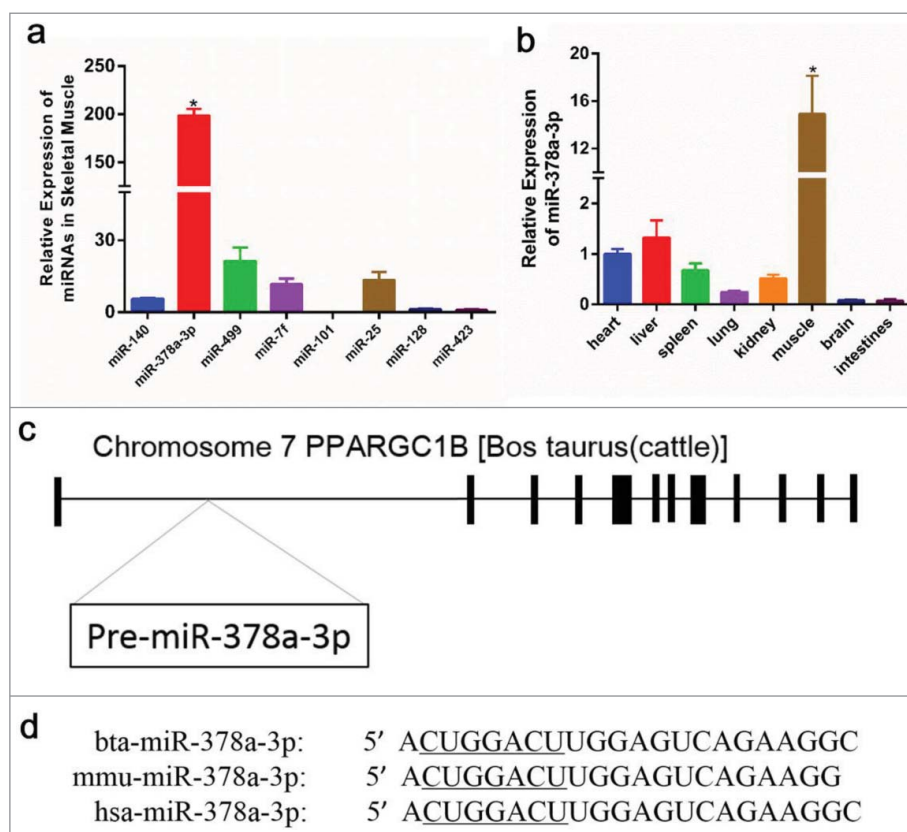 a
Relative Expression of
miRNAs in Skeletal Muscle
250
200
150
30
0
*
miR-140
miR-378a-3p
miR-499
miR-7f
miR-101
miR-25
miR-128
miR-423
b
Relative Expression
of miR-378a-3p
20
16
12
2
1
0
*
heart
liver
spleen
lung
kidney
muscle
brain
intestines
c
Chromosome 7 PPARGC1B [Bos taurus(cattle)]
Pre-miR-378a-3p
d
bta-miR-378a-3p: 5′ ACUGGACUUGGAGUCAGAAGGC
mmu-miR-378a-3p: 5′ ACUGGACUUGGAGUCAGAAGG
hsa-miR-378a-3p: 5′ ACUGGACUUGGAGUCAGAAGGC